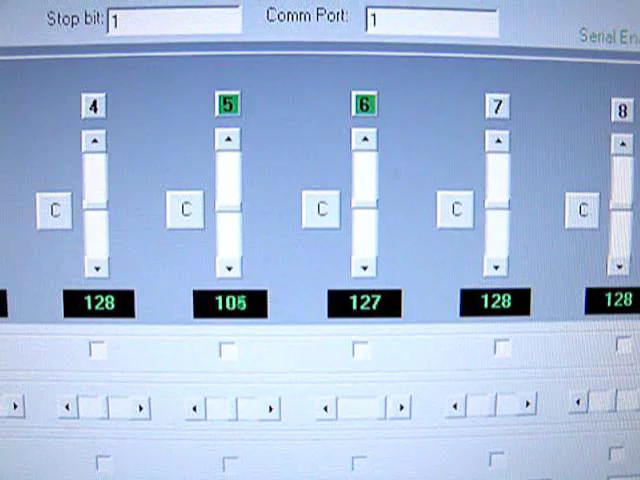 Stop bit: 1 Comm Port: 1
Serial En
4 5 6 7 8
C C C C C
128 105 127 128 128